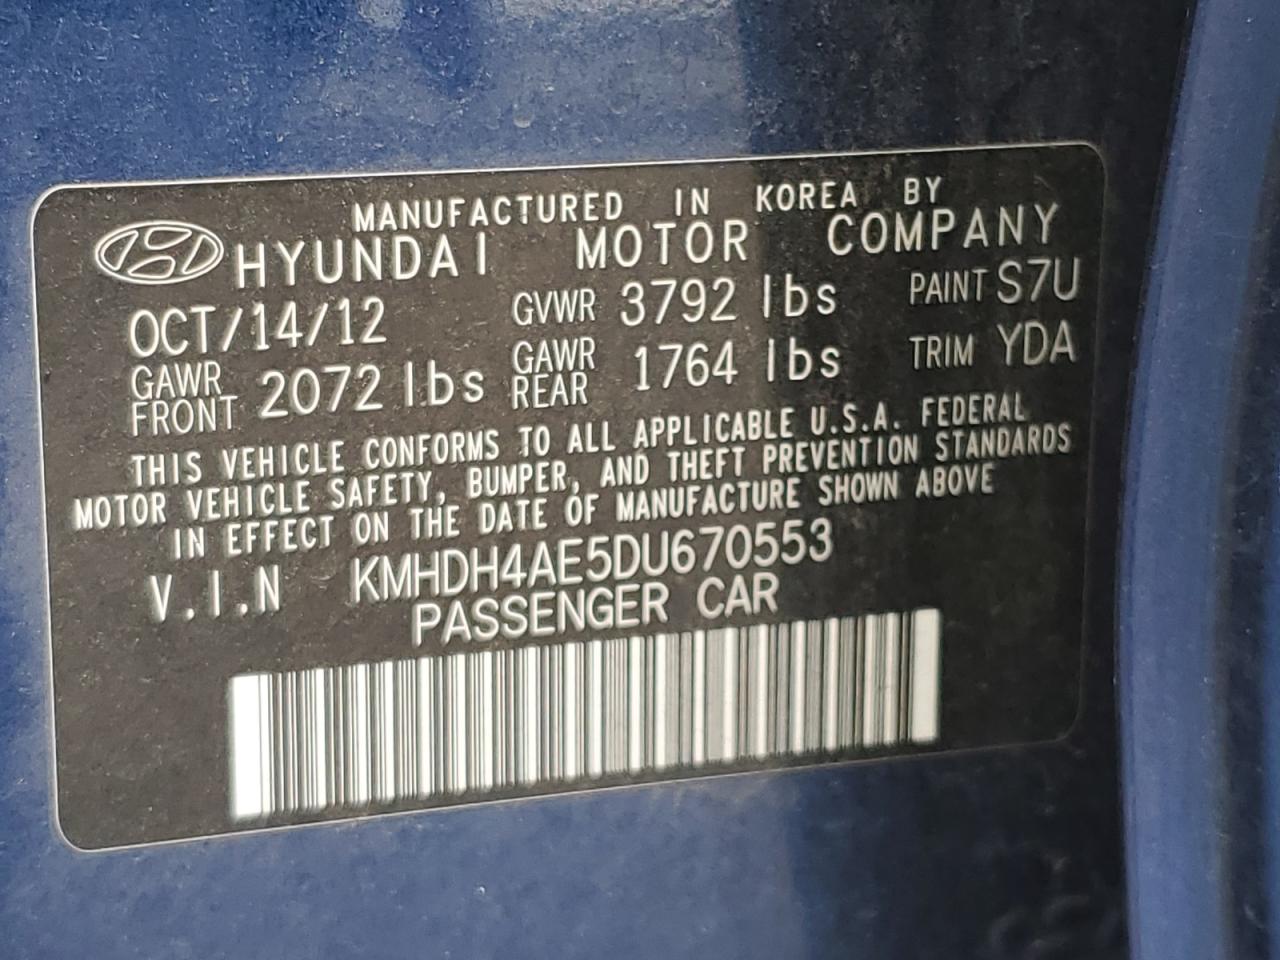 MANUFACTURED IN KOREA BY
HYUNDAI MOTOR COMPANY
OCT/14/12 GVWR 3792 lbs PAINT S7U
GAWR FRONT 2072 lbs GAWR REAR 1764 lbs TRIM YDA
THIS VEHICLE CONFORMS TO ALL APPLICABLE U.S.A. FEDERAL
MOTOR VEHICLE SAFETY, BUMPER, AND THEFT PREVENTION STANDARDS
IN EFFECT ON THE DATE OF MANUFACTURE SHOWN ABOVE
V.I.N KMHDH4AE5DU670553
PASSENGER CAR